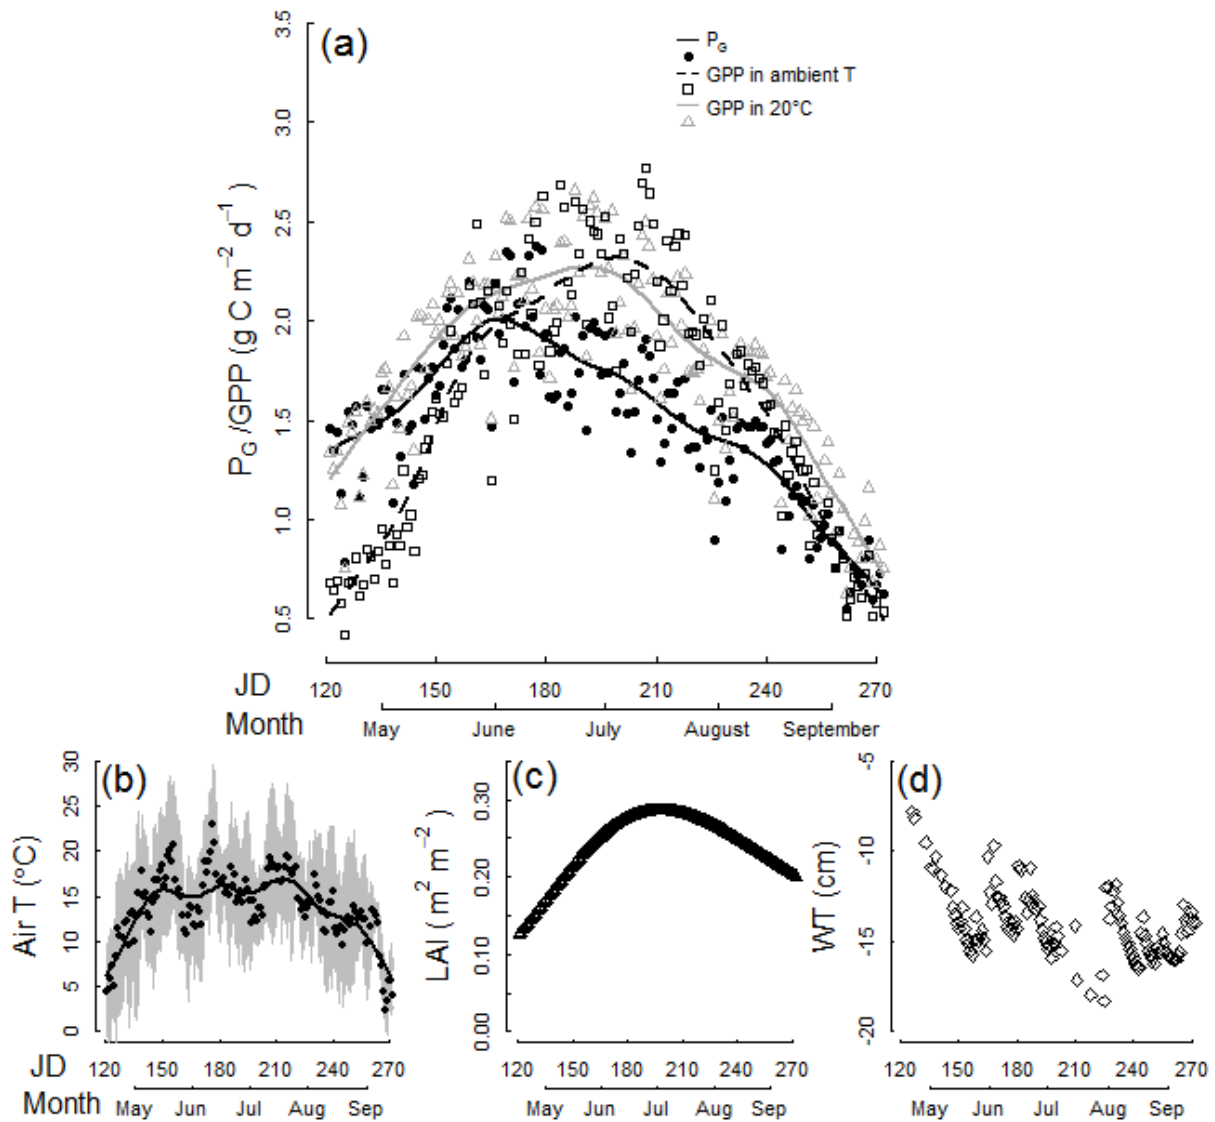 (a)
P_G
GPP in ambient T
GPP in 20°C
P_G /GPP (g C m⁻² d⁻¹)
3.5
3.0
2.5
2.0
1.5
1.0
0.5
JD
120 150 180 210 240 270
Month
May June July August September
(b)
Air T (°C)
30
25
20
15
10
5
0
JD
120 150 180 210 240 270
Month
May Jun Jul Aug Sep
(c)
LAI (m² m⁻²)
0.30
0.20
0.10
0.00
120 150 180 210 240 270
May Jun Jul Aug Sep
(d)
WT (cm)
-5
-10
-15
-20
120 150 180 210 240 270
May Jun Jul Aug Sep